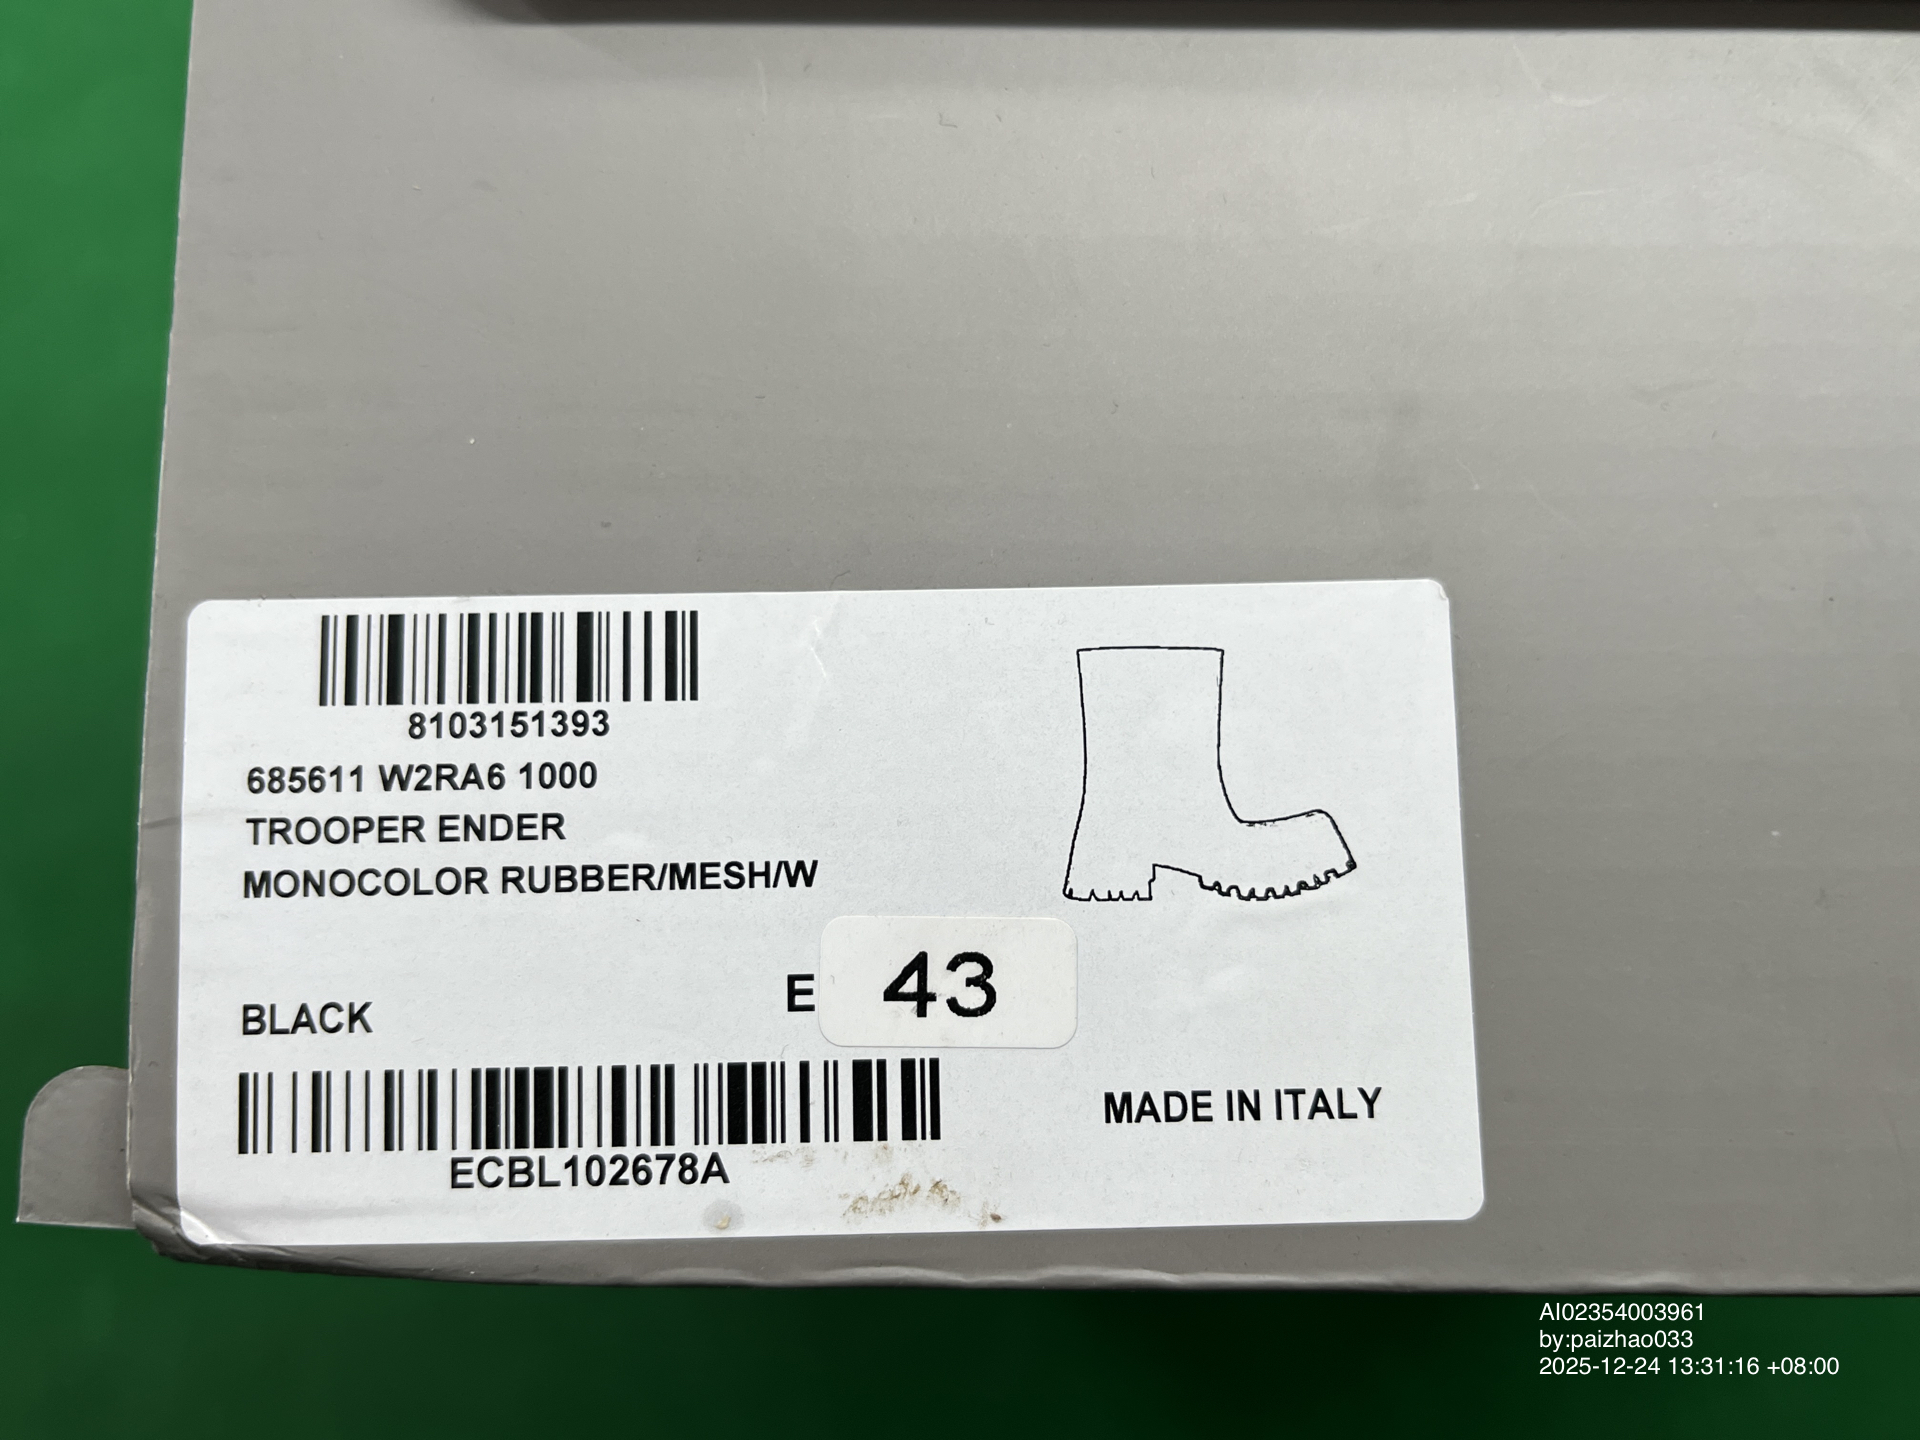 8103151393
685611 W2RA6 1000
TROOPER ENDER
MONOCOLOR RUBBER/MESH/W
E 43
BLACK
ECBL102678A
MADE IN ITALY
AI02354003961
by:paizhao033
2025-12-24 13:31:16 +08:00